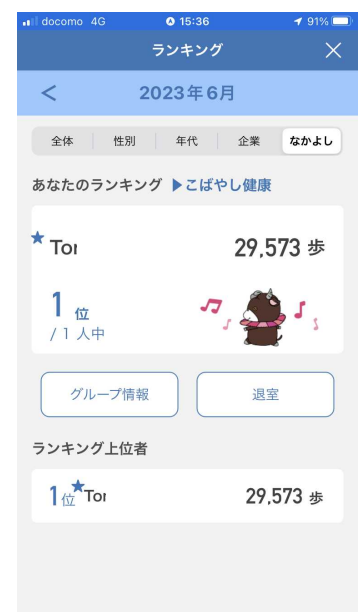 docomo 4G 15:36 91%
ランキング
2023年6月
全体 性別 年代 企業 なかよし
あなたのランキング ▶こばやし健康
★ Tor 29,573 歩
1 位
/ 1 人中
グループ情報 退室
ランキング上位者
1位 ★Tor 29,573 歩